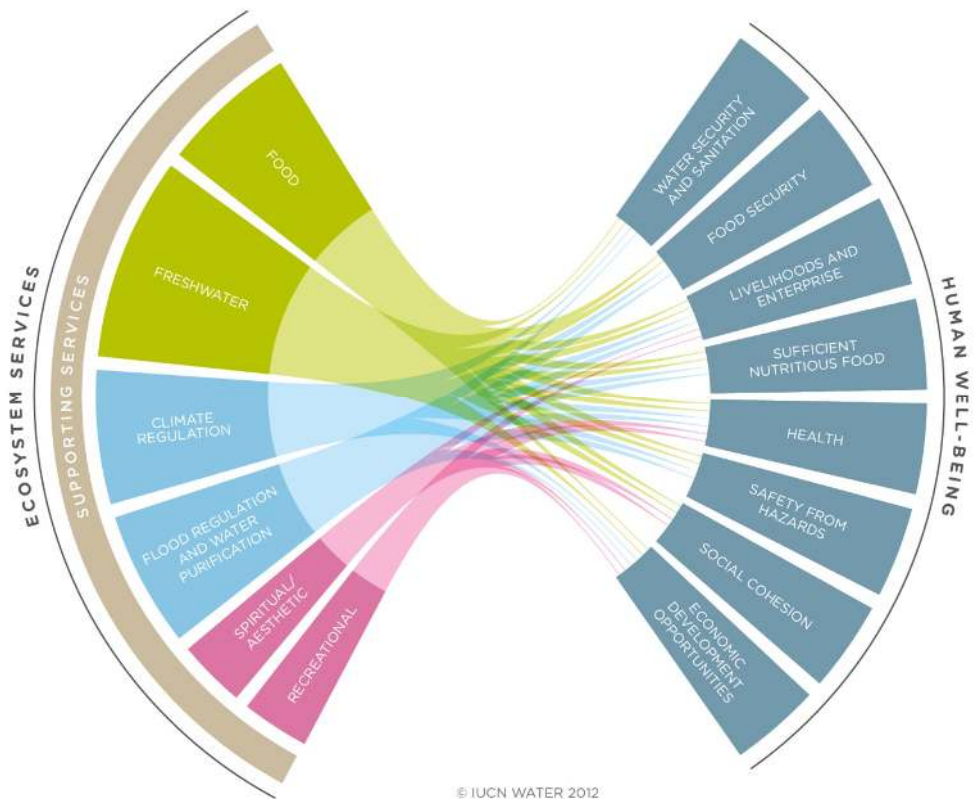 ECOSYSTEM SERVICES
SUPPORTING SERVICES
FOOD
FRESHWATER
CLIMATE
REGULATION
FLOOD REGULATION
AND WATER
PURIFICATION
SPIRITUAL/
AESTHETIC
RECREATIONAL
WATER SECURITY
AND SANITATION
FOOD SECURITY
LIVELIHOODS AND
ENTERPRISE
SUFFICIENT
NUTRITIOUS FOOD
HEALTH
SAFETY FROM
HAZARDS
SOCIAL COHESION
ECONOMIC
DEVELOPMENT
OPPORTUNITIES
HUMAN WELL-BEING
© IUCN WATER 2012